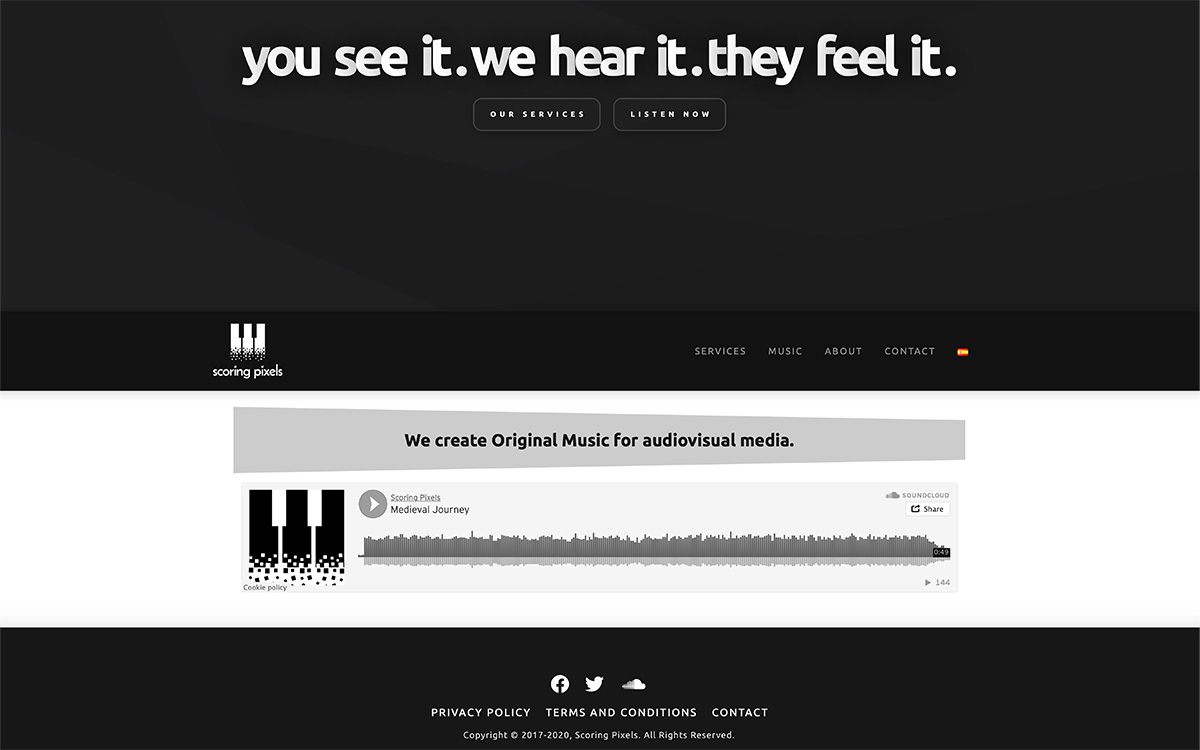 you see it.we hear it.they feel it.
OUR SERVICES LISTEN NOW
scoring pixels
SERVICES MUSIC ABOUT CONTACT
We create Original Music for audiovisual media.
Scoring Pixels
Medieval Journey
SOUNDCLOUD
Share
0:49
144
Cookie policy
PRIVACY POLICY TERMS AND CONDITIONS CONTACT
Copyright © 2017-2020, Scoring Pixels. All Rights Reserved.